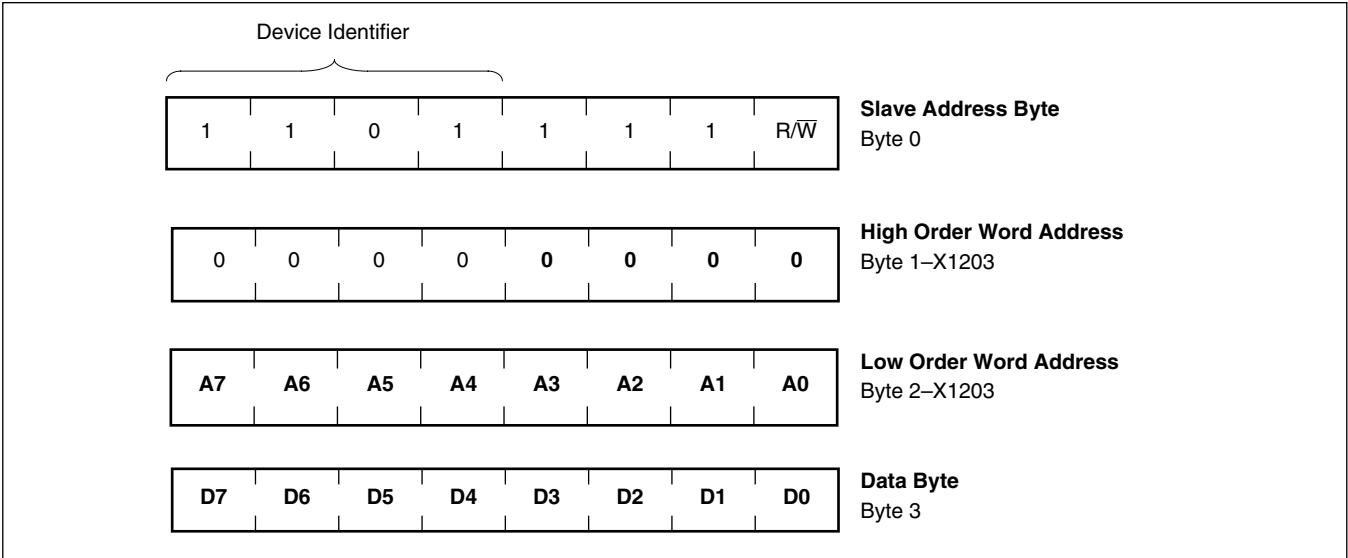 Device Identifier
1 1 0 1 1 1 1 R/W̅
Slave Address Byte
Byte 0
0 0 0 0 0 0 0 0
High Order Word Address
Byte 1–X1203
A7 A6 A5 A4 A3 A2 A1 A0
Low Order Word Address
Byte 2–X1203
D7 D6 D5 D4 D3 D2 D1 D0
Data Byte
Byte 3